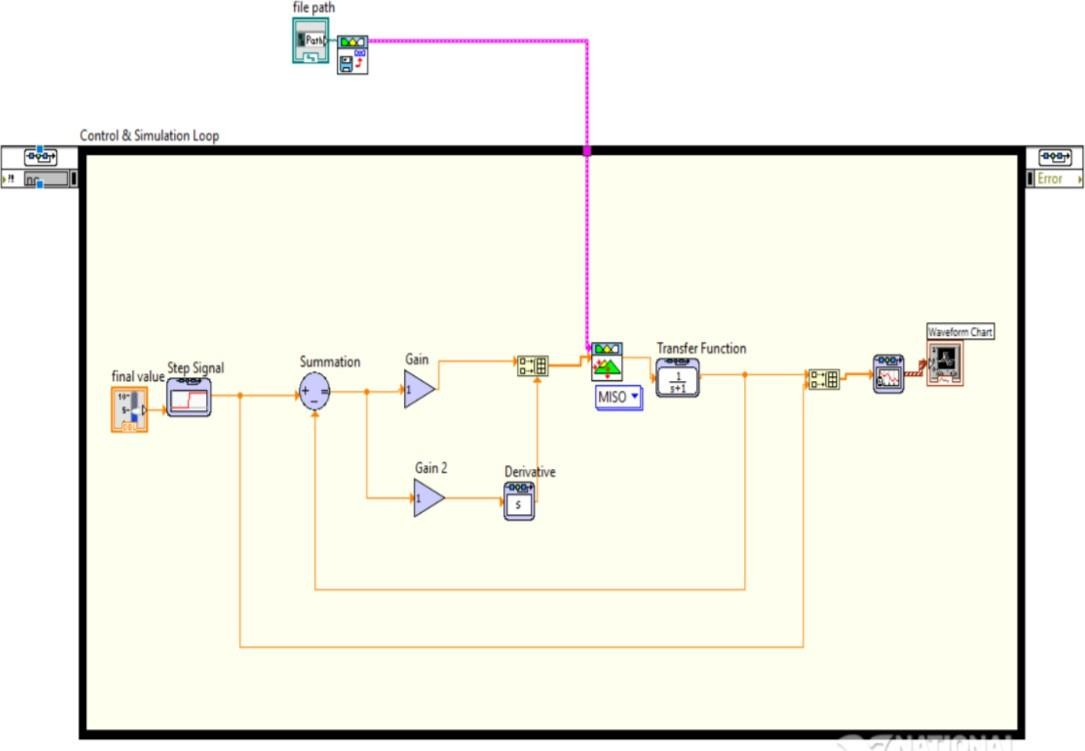 file path
Path
Control & Simulation Loop
Error
Waveform Chart
Transfer Function
Step Signal
Summation
Gain
final value
1
1
s+1
MISO
+
=
−
Gain 2
Derivative
1
s
NATIONAL